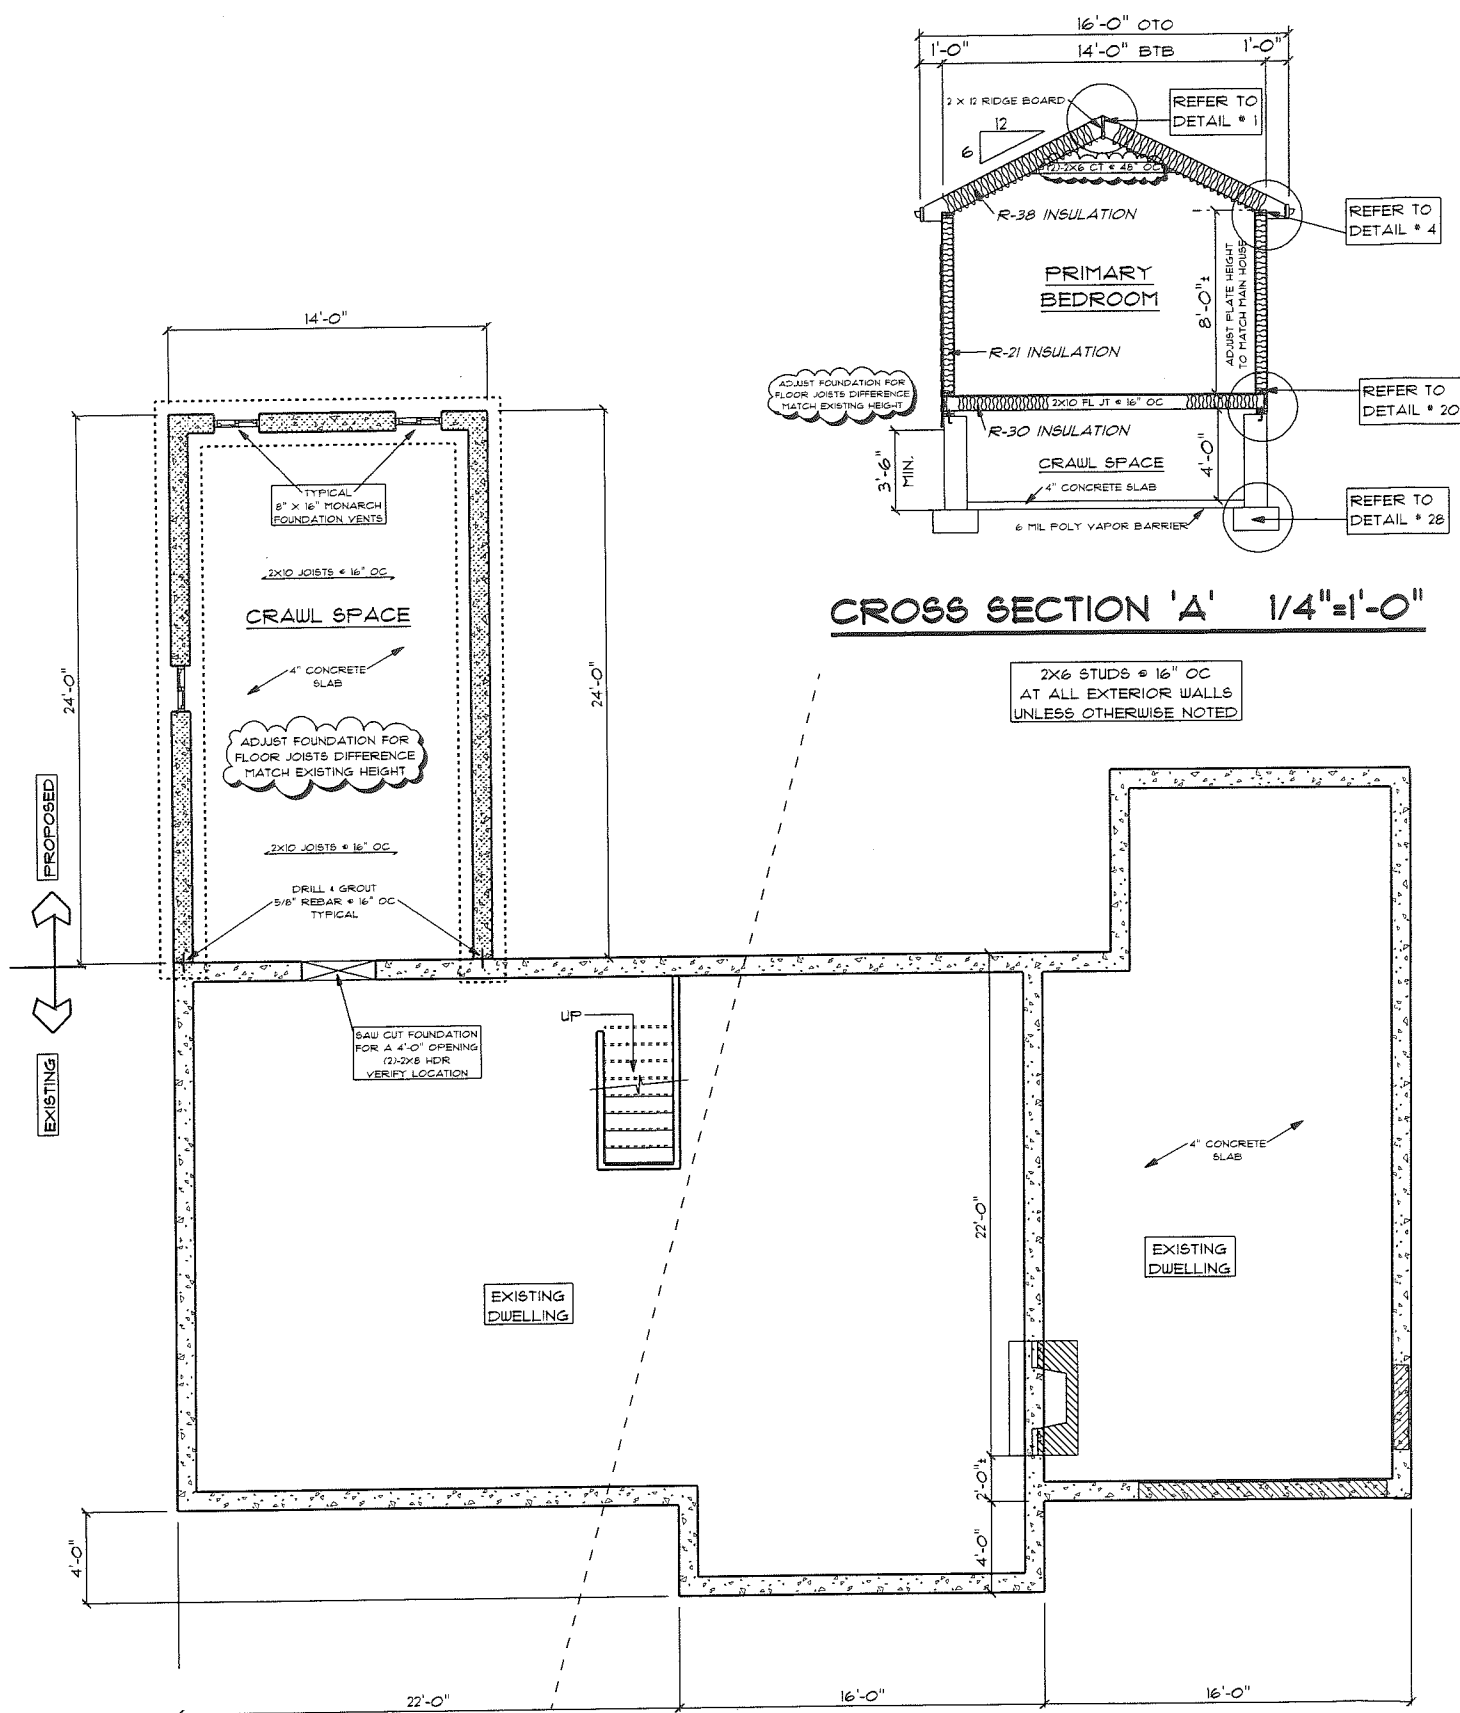 16'-0" OTO
1'-0"
14'-0" BTB
1'-0"
2 X 12 RIDGE BOARD
REFER TO
DETAIL # 1
12
6
(2)-2X6 CT @ 48" OC
R-38 INSULATION
REFER TO
DETAIL # 4
PRIMARY
BEDROOM
8'-0"±
ADJUST PLATE HEIGHT
TO MATCH MAIN HOUSE
R-21 INSULATION
ADJUST FOUNDATION FOR
FLOOR JOISTS DIFFERENCE
MATCH EXISTING HEIGHT
2X10 FL JT @ 16" OC
REFER TO
DETAIL # 20
R-30 INSULATION
3'-6"
MIN.
CRAWL SPACE
4'-0"
4" CONCRETE SLAB
6 MIL POLY VAPOR BARRIER
REFER TO
DETAIL # 28
CROSS SECTION 'A' 1/4"=1'-0"
2X6 STUDS @ 16" OC
AT ALL EXTERIOR WALLS
UNLESS OTHERWISE NOTED
14'-0"
TYPICAL
8" X 16" MONARCH
FOUNDATION VENTS
2X10 JOISTS @ 16" OC
CRAWL SPACE
4" CONCRETE
SLAB
24'-0"
24'-0"
ADJUST FOUNDATION FOR
FLOOR JOISTS DIFFERENCE
MATCH EXISTING HEIGHT
2X10 JOISTS @ 16" OC
DRILL & GROUT
5/8" REBAR @ 16" OC
TYPICAL
PROPOSED
EXISTING
SAW CUT FOUNDATION
FOR A 4'-0" OPENING
(2)-2X8 HDR
VERIFY LOCATION
UP
4" CONCRETE
SLAB
22'-0"
EXISTING
DWELLING
EXISTING
DWELLING
2'-0"±
4'-0"
4'-0"
22'-0"
16'-0"
16'-0"